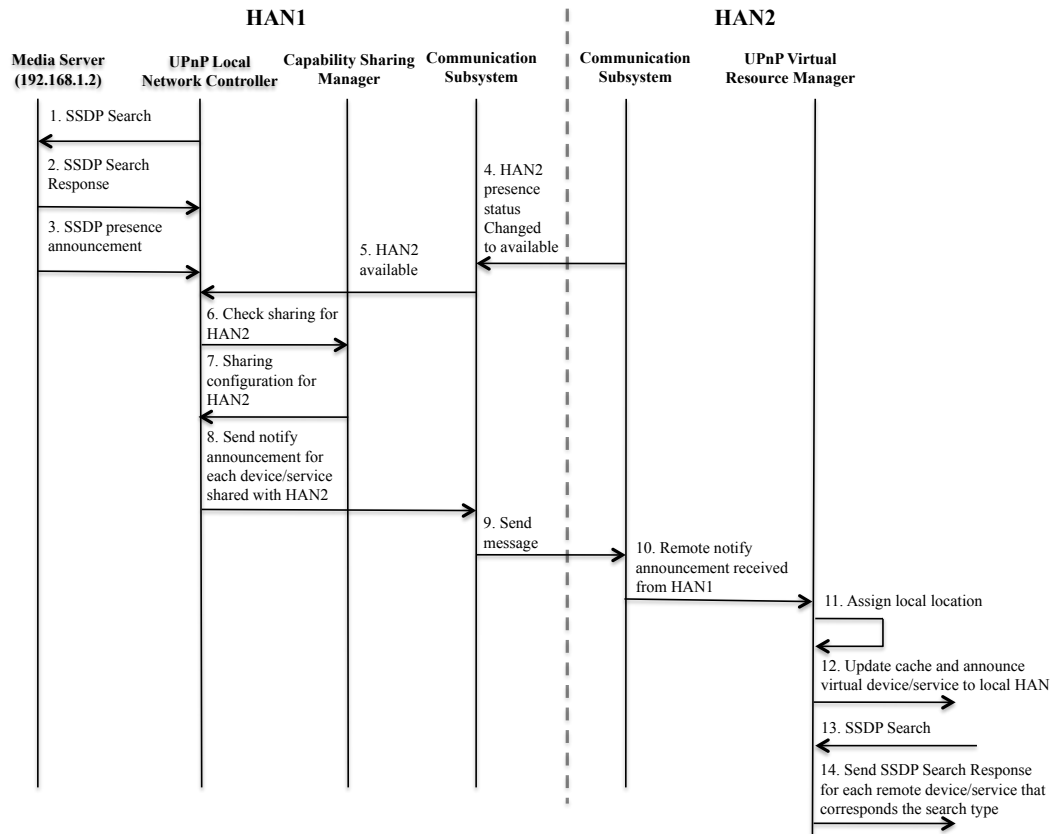 HAN1
HAN2
Media Server
(192.168.1.2)
UPnP Local
Network Controller
Capability Sharing
Manager
Communication
Subsystem
Communication
Subsystem
UPnP Virtual
Resource Manager
1. SSDP Search
2. SSDP Search
Response
3. SSDP presence
announcement
4. HAN2
presence
status
Changed
to available
5. HAN2
available
6. Check sharing for
HAN2
7. Sharing
configuration for
HAN2
8. Send notify
announcement for
each device/service
shared with HAN2
9. Send
message
10. Remote notify
announcement received
from HAN1
11. Assign local location
12. Update cache and announce
virtual device/service to local HAN
13. SSDP Search
14. Send SSDP Search Response
for each remote device/service that
corresponds the search type